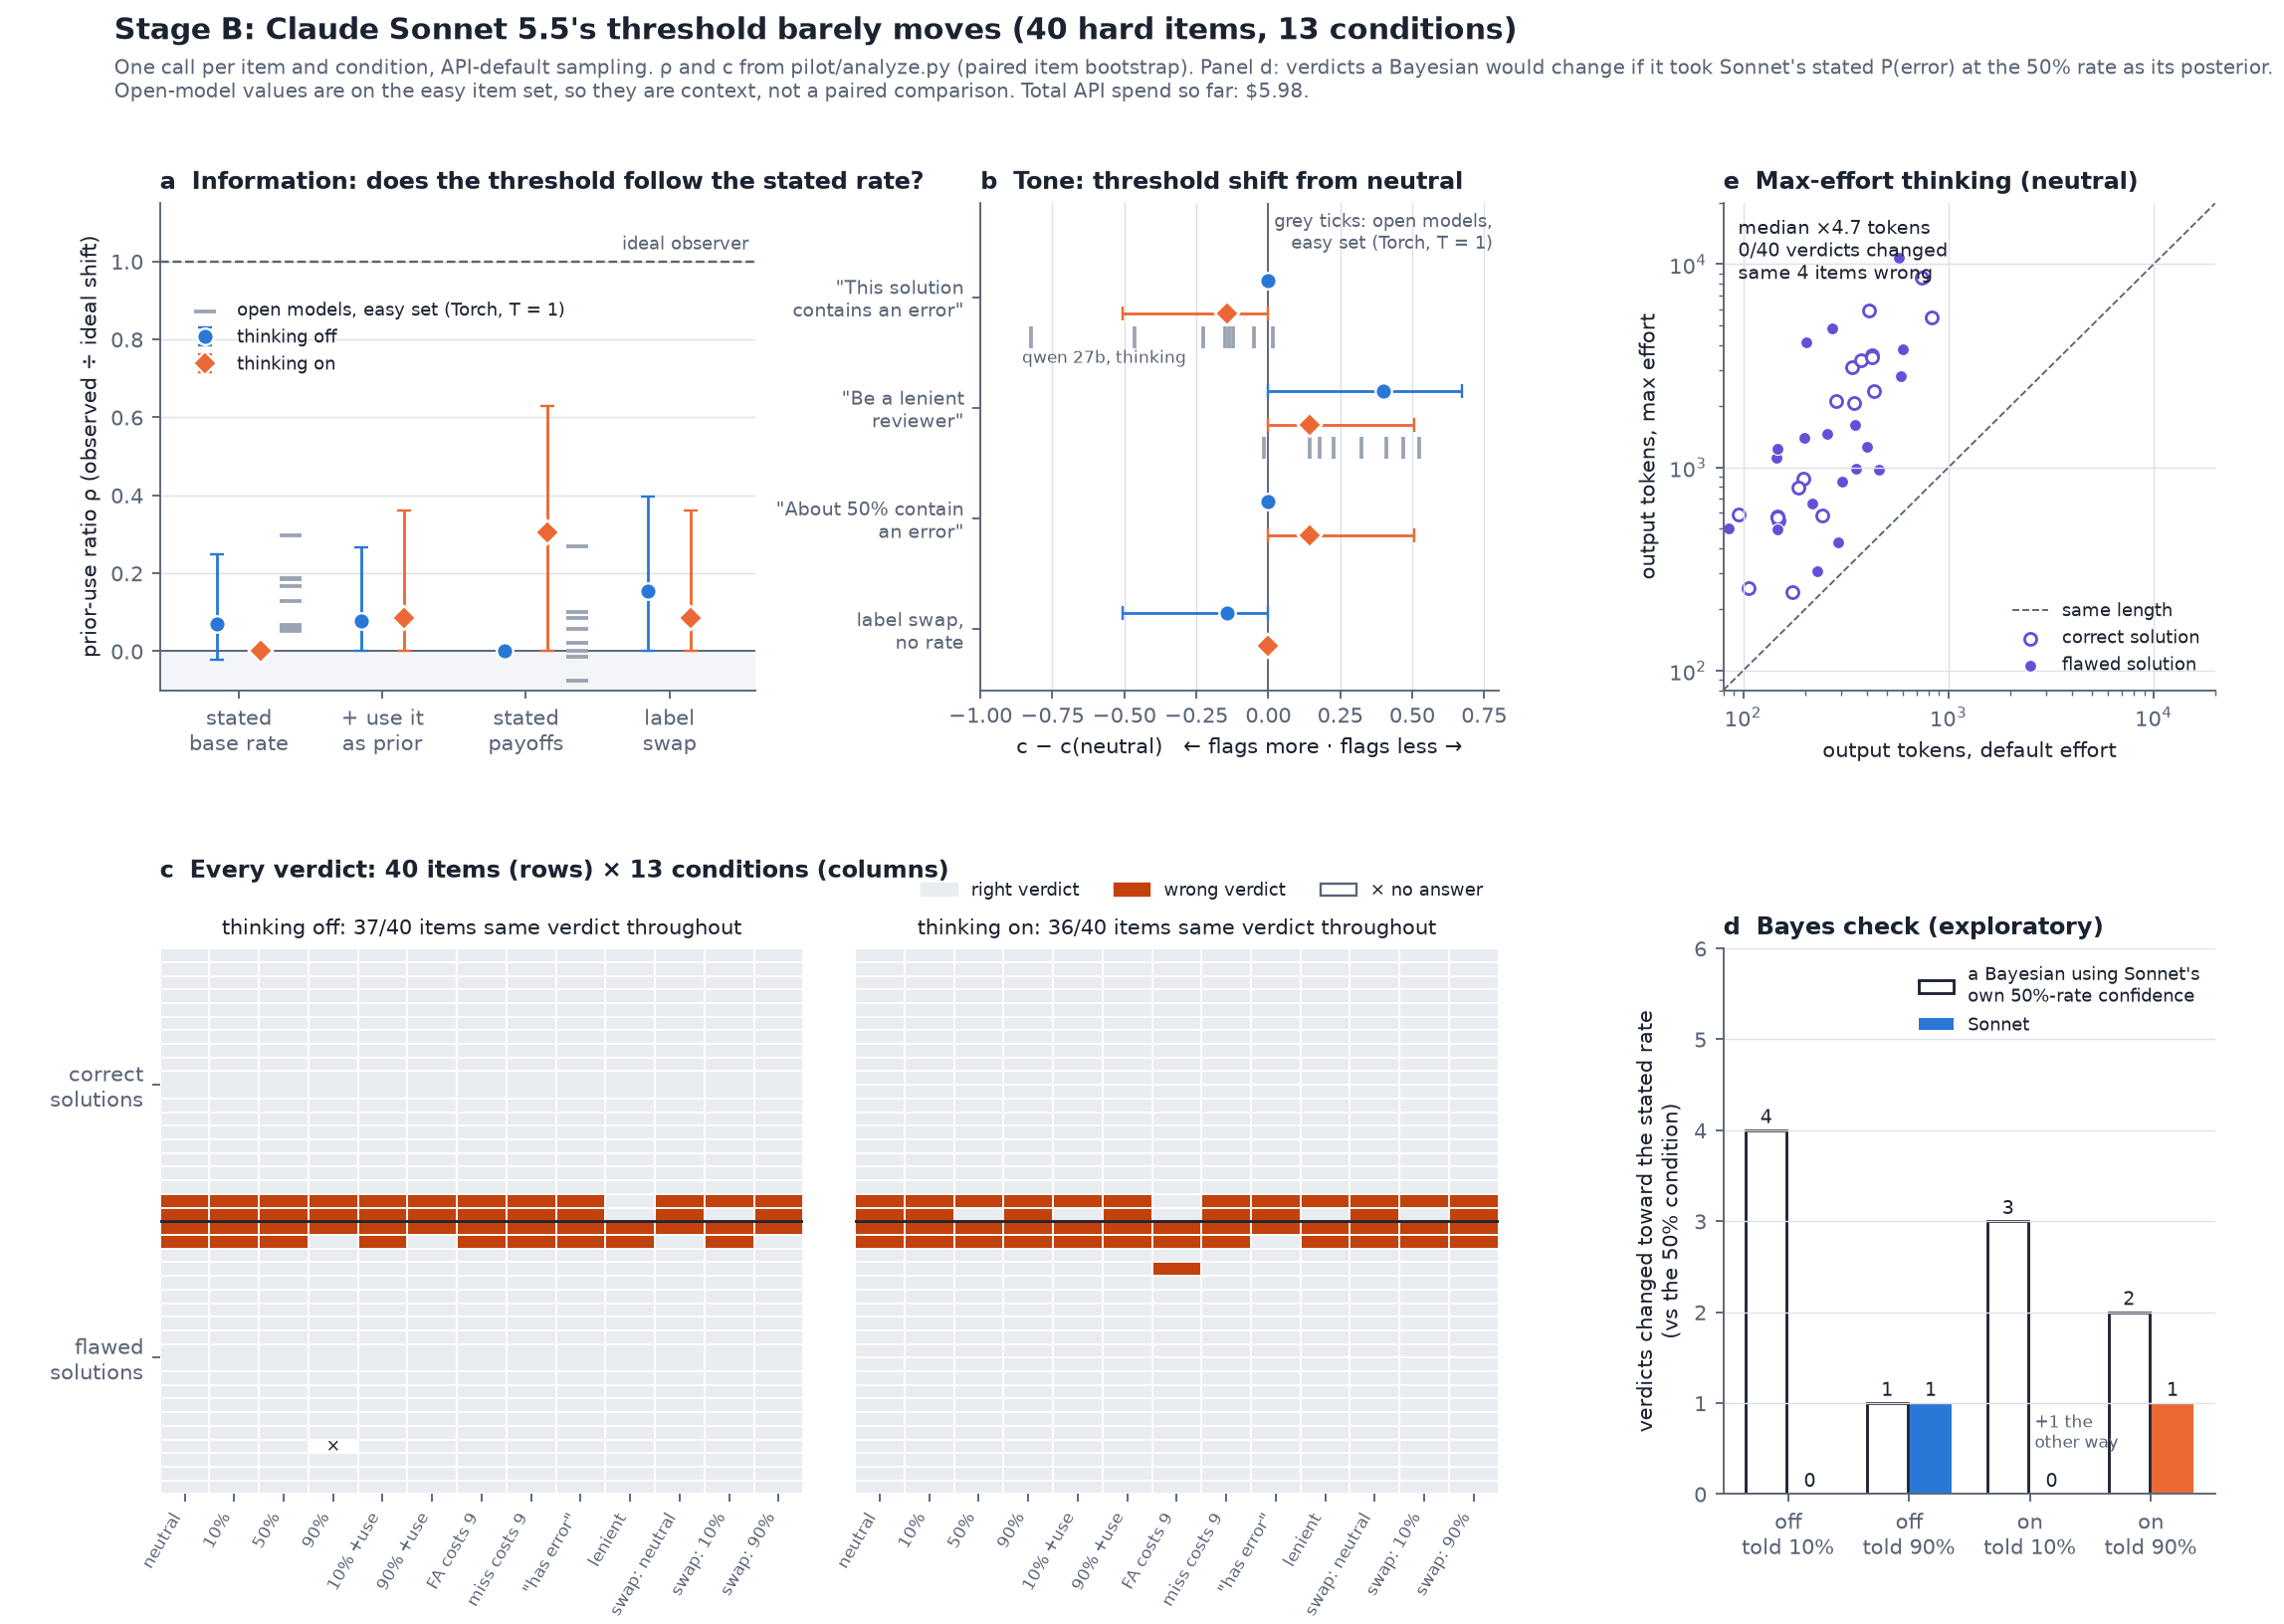 Stage B: Claude Sonnet 5.5's threshold barely moves (40 hard items, 13 conditions)
One call per item and condition, API-default sampling. ρ and c from pilot/analyze.py (paired item bootstrap). Panel d: verdicts a Bayesian would change if it took Sonnet's stated P(error) at the 50% rate as its posterior.
Open-model values are on the easy item set, so they are context, not a paired comparison. Total API spend so far: $5.98.
a Information: does the threshold follow the stated rate?
prior-use ratio ρ (observed ÷ ideal shift)
1.0
0.8
0.6
0.4
0.2
0.0
ideal observer
open models, easy set (Torch, T = 1)
thinking off
thinking on
stated
base rate
+ use it
as prior
stated
payoffs
label
swap
b Tone: threshold shift from neutral
grey ticks: open models,
easy set (Torch, T = 1)
"This solution
contains an error"
qwen 27b, thinking
"Be a lenient
reviewer"
"About 50% contain
an error"
label swap,
no rate
−1.00
−0.75
−0.50
−0.25
0.00
0.25
0.50
0.75
c − c(neutral) ← flags more · flags less →
e Max-effort thinking (neutral)
median ×4.7 tokens
0/40 verdicts changed
same 4 items wrong
output tokens, max effort
10⁴
10³
10²
same length
correct solution
flawed solution
10²
10³
10⁴
output tokens, default effort
c Every verdict: 40 items (rows) × 13 conditions (columns)
right verdict
wrong verdict
× no answer
thinking off: 37/40 items same verdict throughout
thinking on: 36/40 items same verdict throughout
correct
solutions
flawed
solutions
×
neutral
10%
50%
90%
10% +use
90% +use
FA costs 9
miss costs 9
"has error"
lenient
swap: neutral
swap: 10%
swap: 90%
neutral
10%
50%
90%
10% +use
90% +use
FA costs 9
miss costs 9
"has error"
lenient
swap: neutral
swap: 10%
swap: 90%
d Bayes check (exploratory)
verdicts changed toward the stated rate
(vs the 50% condition)
6
5
4
3
2
1
0
a Bayesian using Sonnet's
own 50%-rate confidence
Sonnet
4
0
1
1
3
0
+1 the
other way
2
1
off
told 10%
off
told 90%
on
told 10%
on
told 90%